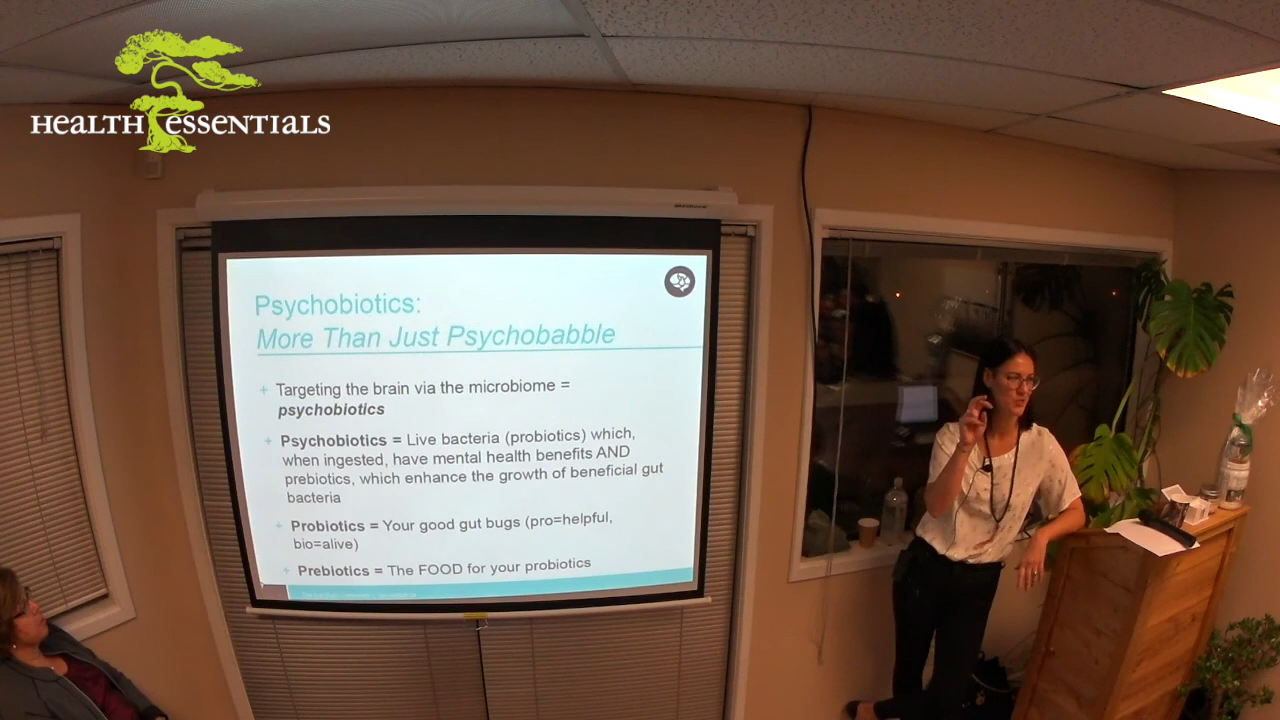 HEALTH ESSENTIALS
Psychobiotics:
More Than Just Psychobabble
+ Targeting the brain via the microbiome =
psychobiotics
+ Psychobiotics = Live bacteria (probiotics) which,
when ingested, have mental health benefits AND
prebiotics, which enhance the growth of beneficial gut
bacteria
+ Probiotics = Your good gut bugs (pro=helpful,
bio=alive)
+ Prebiotics = The FOOD for your probiotics